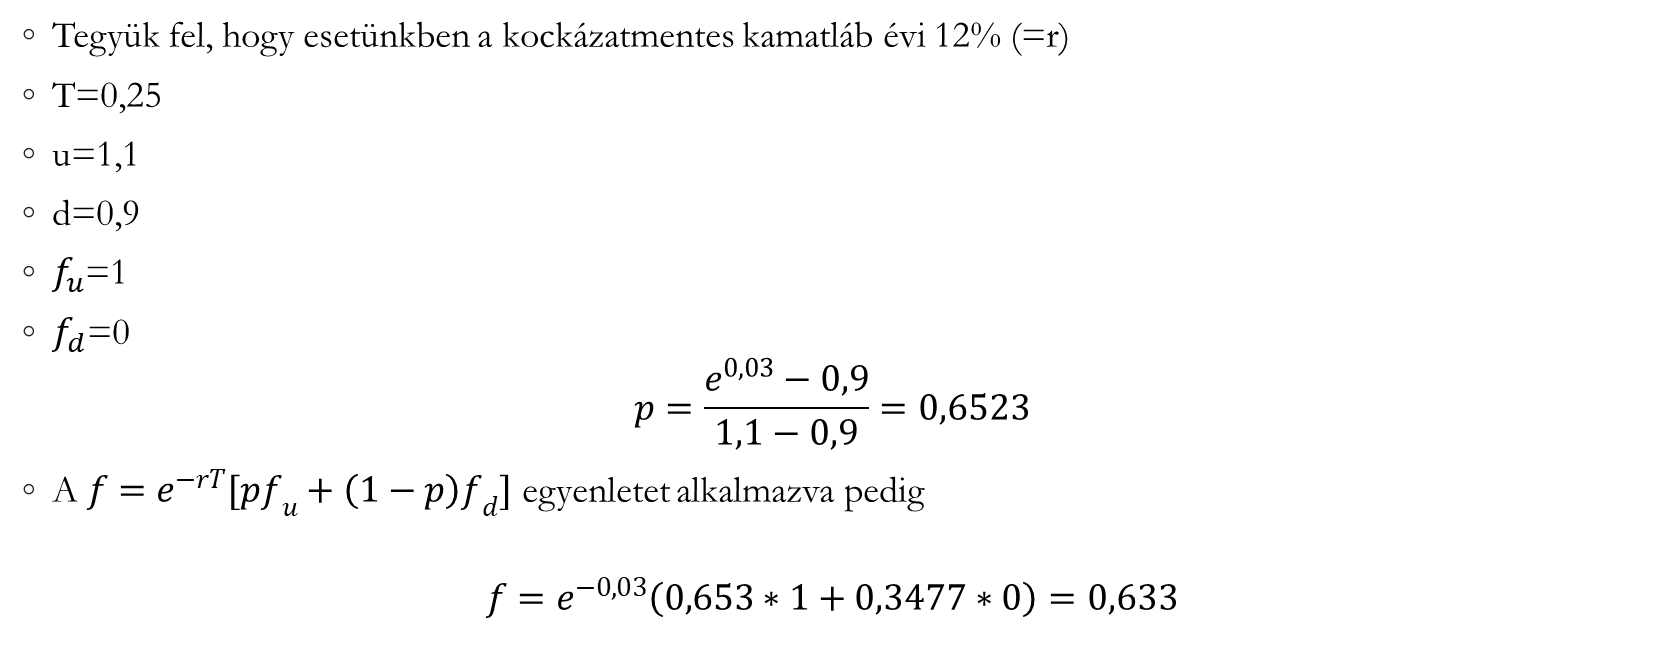 ◦ Tegyük fel, hogy esetünkben a kockázatmentes kamatláb évi 12% (=r)
◦ T=0,25
◦ u=1,1
◦ d=0,9
◦ f_u=1
◦ f_d=0
p = \frac{e^{0,03} − 0,9}{1,1 − 0,9} = 0,6523
◦ A f = e^{−rT}[pf_u + (1 − p)f_d] egyenletet alkalmazva pedig
f = e^{−0,03}(0,653 ∗ 1 + 0,3477 ∗ 0) = 0,633